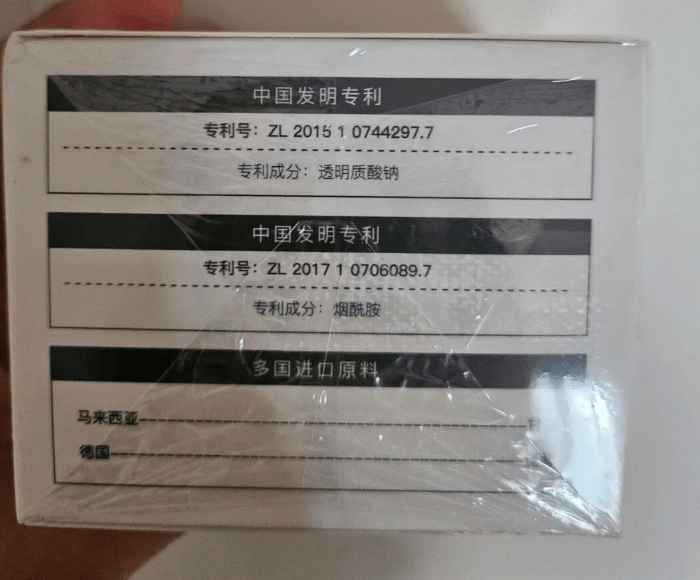 中国发明专利
专利号：ZL 2015 1 0744297.7
专利成分：透明质酸钠
中国发明专利
专利号：ZL 2017 1 0706089.7
专利成分：烟酰胺
多国进口原料
马来西亚
德国